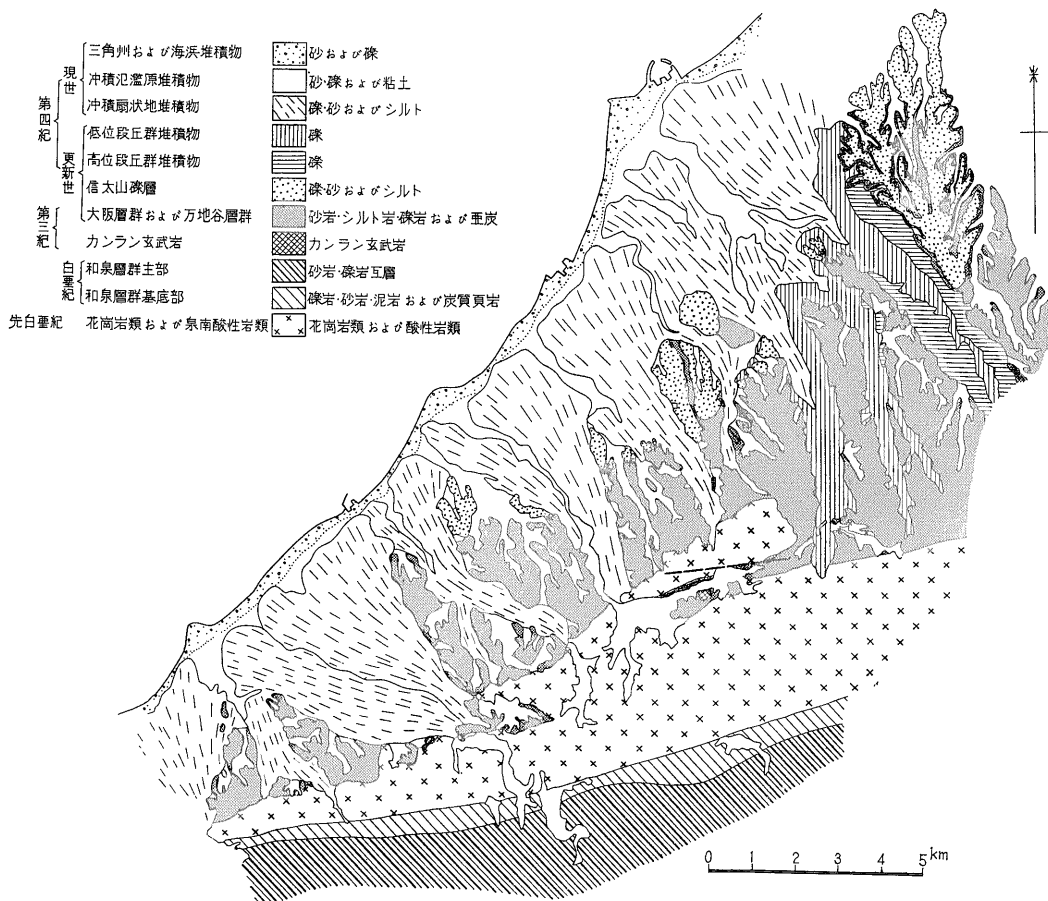 三角州および海浜堆積物 砂および礫
冲積氾濫原堆積物 砂・礫および粘土
冲積扇状地堆積物 礫・砂およびシルト
低位段丘群堆積物 礫
高位段丘群堆積物 礫
信太山礫層 礫・砂およびシルト
大阪層群および万地谷層群 砂岩・シルト岩・礫岩および亜炭
カンラン玄武岩 カンラン玄武岩
和泉層群主部 砂岩・礫岩互層
和泉層群基底部 礫岩・砂岩・泥岩および炭質頁岩
先白亜紀 花崗岩類および泉南酸性岩類 花崗岩類および酸性岩類
現世
更新世
第四紀
第三紀
白亜紀
0 1 2 3 4 5 km